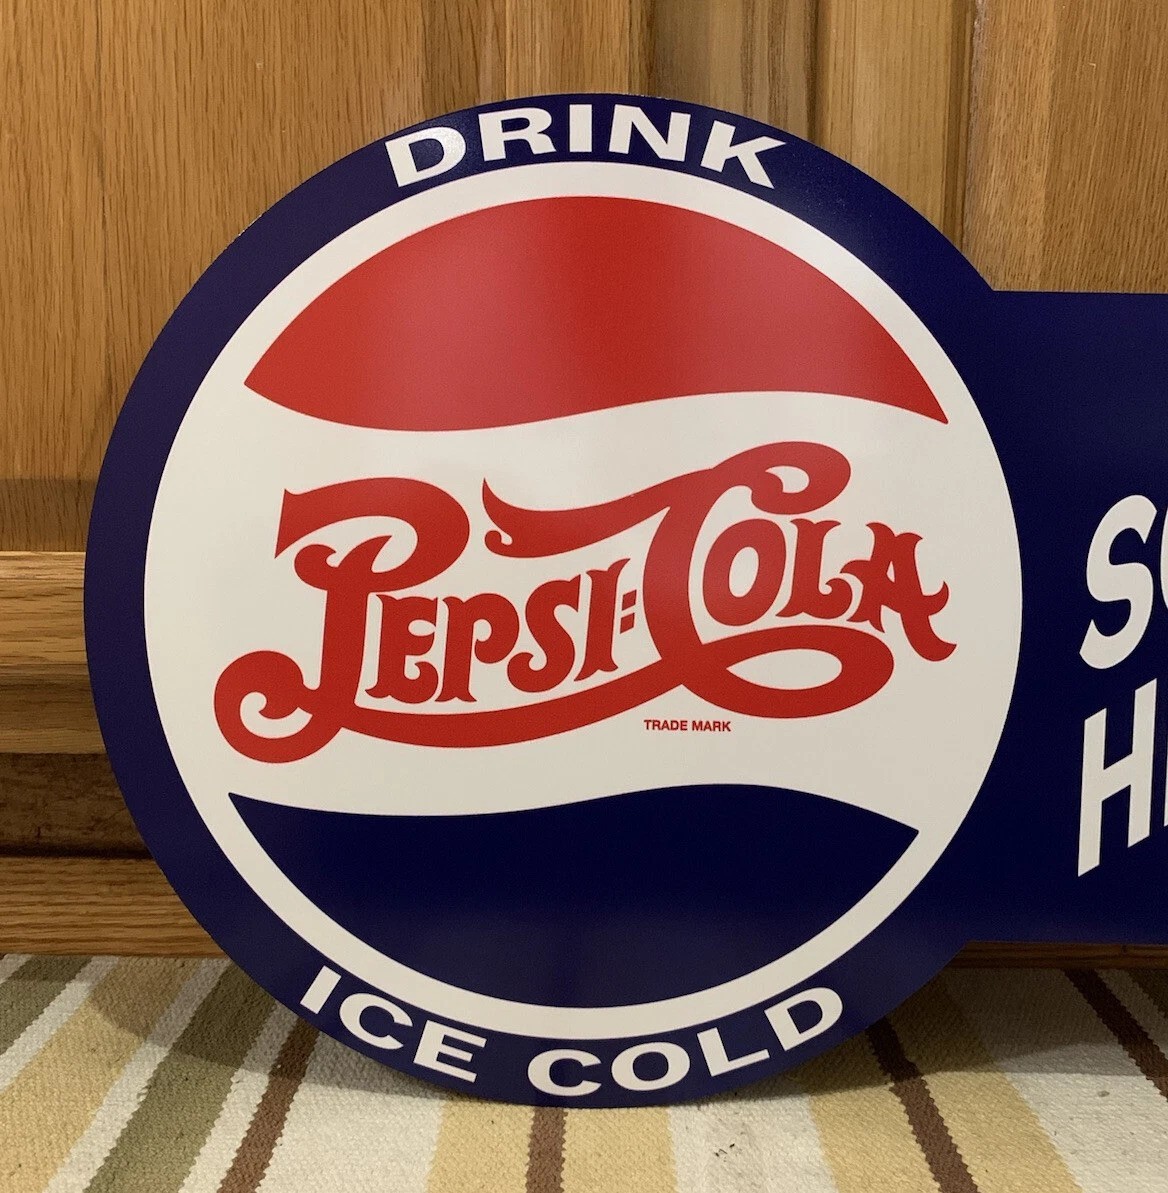 DRINK
PEPSI=COLA
TRADE MARK
ICE COLD